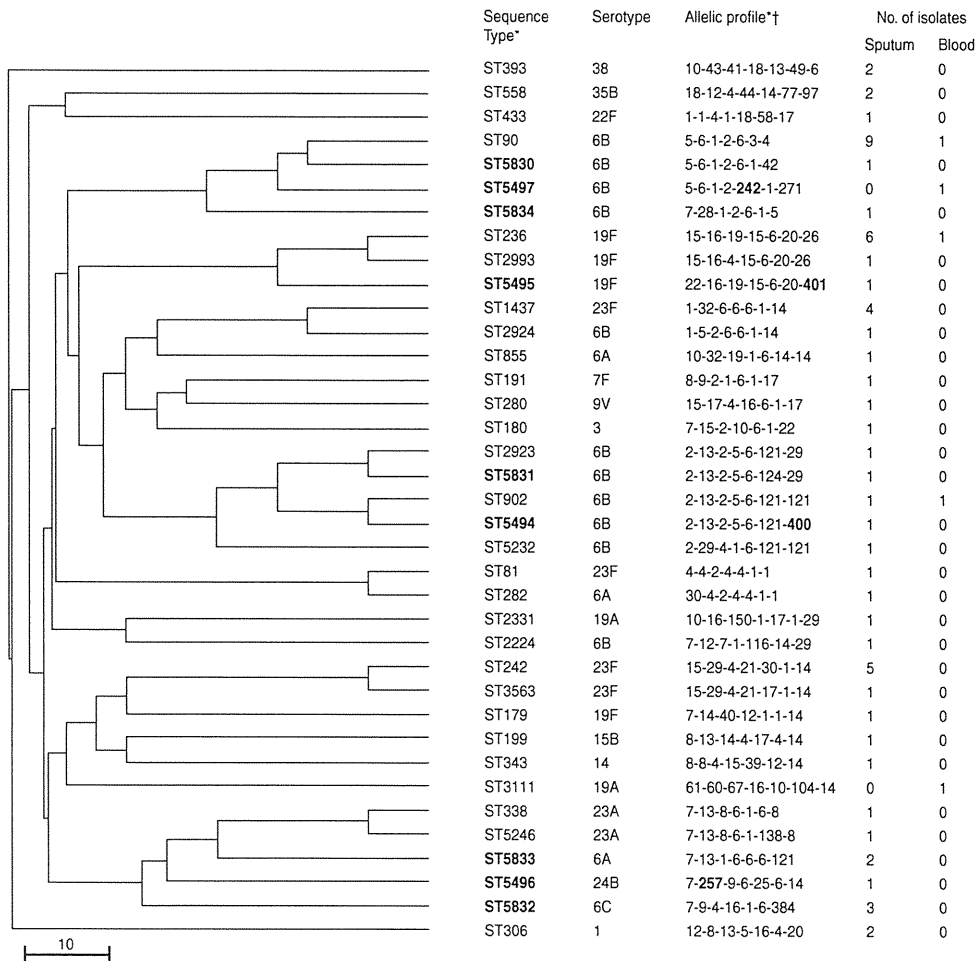 Sequence Type* Serotype Allelic profile*† No. of isolates
Sputum Blood
ST393 38 10-43-41-18-13-49-6 2 0
ST558 35B 18-12-4-44-14-77-97 2 0
ST433 22F 1-1-4-1-18-58-17 1 0
ST90 6B 5-6-1-2-6-3-4 9 1
ST5830 6B 5-6-1-2-6-1-42 1 0
ST5497 6B 5-6-1-2-242-1-271 0 1
ST5834 6B 7-28-1-2-6-1-5 1 0
ST236 19F 15-16-19-15-6-20-26 6 1
ST2993 19F 15-16-4-15-6-20-26 1 0
ST5495 19F 22-16-19-15-6-20-401 1 0
ST1437 23F 1-32-6-6-6-1-14 4 0
ST2924 6B 1-5-2-6-6-1-14 1 0
ST855 6A 10-32-19-1-6-14-14 1 0
ST191 7F 8-9-2-1-6-1-17 1 0
ST280 9V 15-17-4-16-6-1-17 1 0
ST180 3 7-15-2-10-6-1-22 1 0
ST2923 6B 2-13-2-5-6-121-29 1 0
ST5831 6B 2-13-2-5-6-124-29 1 0
ST902 6B 2-13-2-5-6-121-121 1 1
ST5494 6B 2-13-2-5-6-121-400 1 0
ST5232 6B 2-29-4-1-6-121-121 1 0
ST81 23F 4-4-2-4-4-1-1 1 0
ST282 6A 30-4-2-4-4-1-1 1 0
ST2331 19A 10-16-150-1-17-1-29 1 0
ST2224 6B 7-12-7-1-116-14-29 1 0
ST242 23F 15-29-4-21-30-1-14 5 0
ST3563 23F 15-29-4-21-17-1-14 1 0
ST179 19F 7-14-40-12-1-1-14 1 0
ST199 15B 8-13-14-4-17-4-14 1 0
ST343 14 8-8-4-15-39-12-14 1 0
ST3111 19A 61-60-67-16-10-104-14 0 1
ST338 23A 7-13-8-6-1-6-8 1 0
ST5246 23A 7-13-8-6-1-138-8 1 0
ST5833 6A 7-13-1-6-6-6-121 2 0
ST5496 24B 7-257-9-6-25-6-14 1 0
ST5832 6C 7-9-4-16-1-6-384 3 0
ST306 1 12-8-13-5-16-4-20 2 0
10